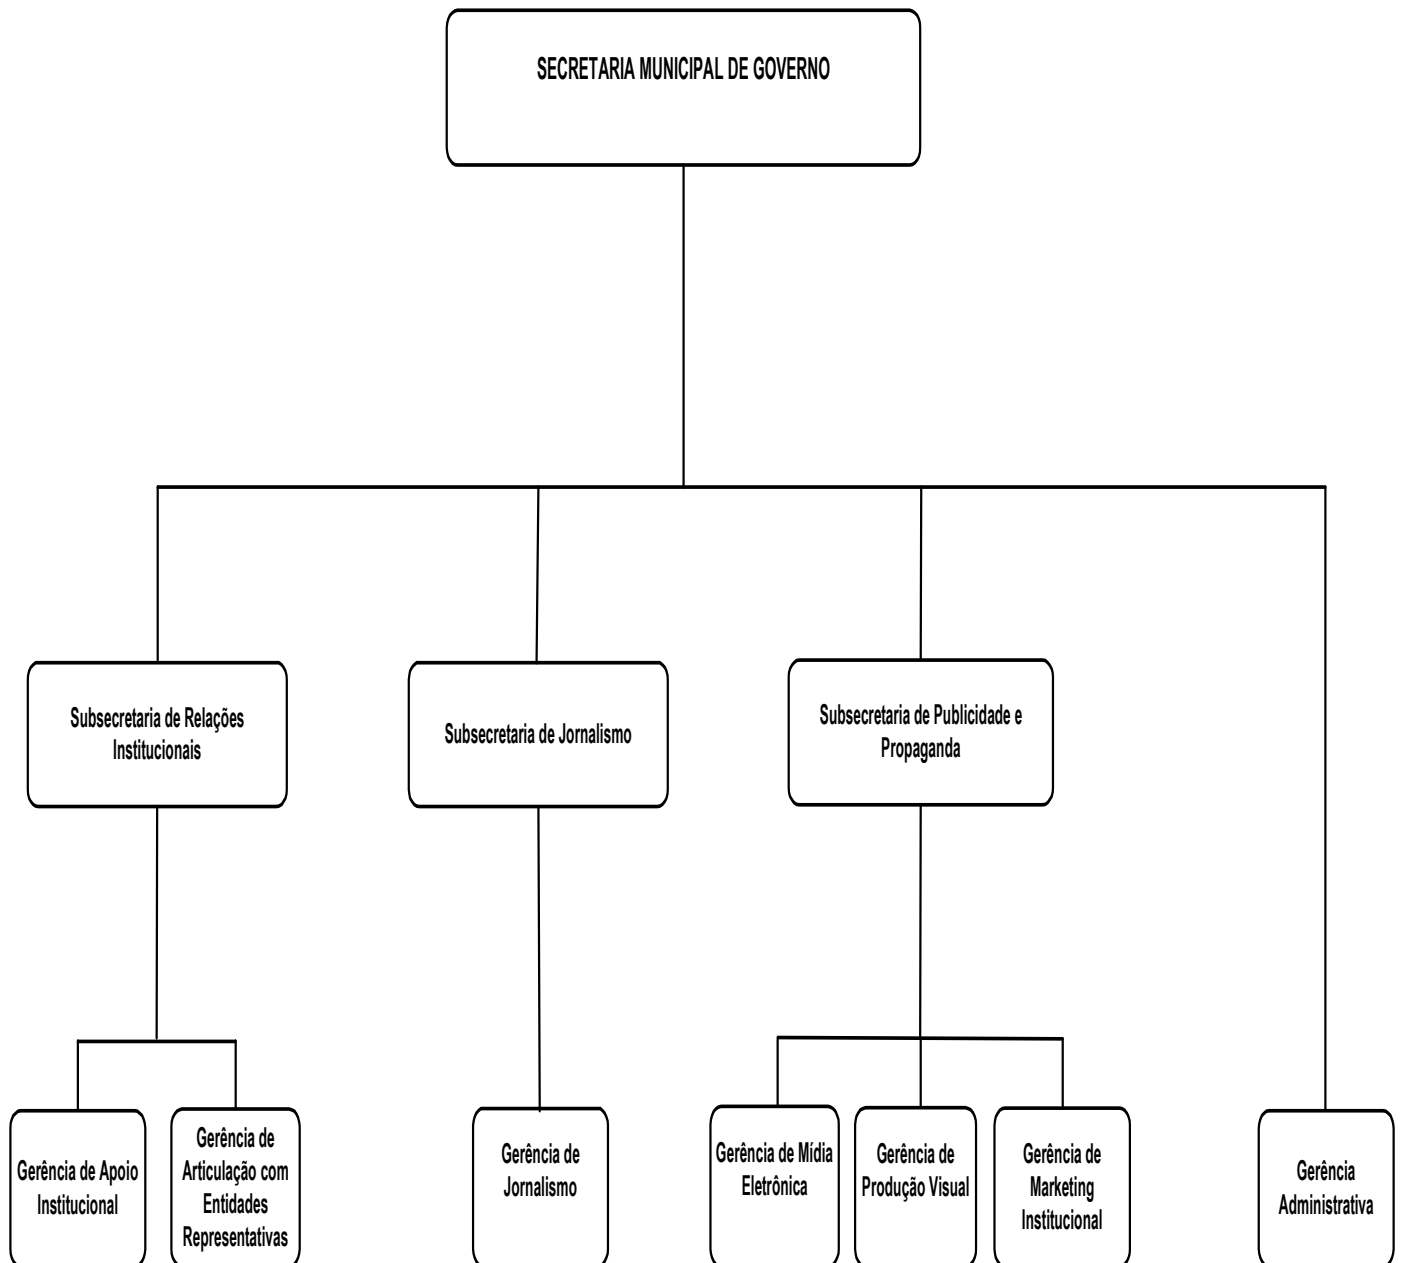 SECRETARIA MUNICIPAL DE GOVERNO
Subsecretaria de Relações
Institucionais
Subsecretaria de Jornalismo
Subsecretaria de Publicidade e
Propaganda
Gerência de Apoio
Institucional
Gerência de
Articulação com
Entidades
Representativas
Gerência de
Jornalismo
Gerência de Mídia
Eletrônica
Gerência de
Produção Visual
Gerência de
Marketing
Institucional
Gerência
Administrativa